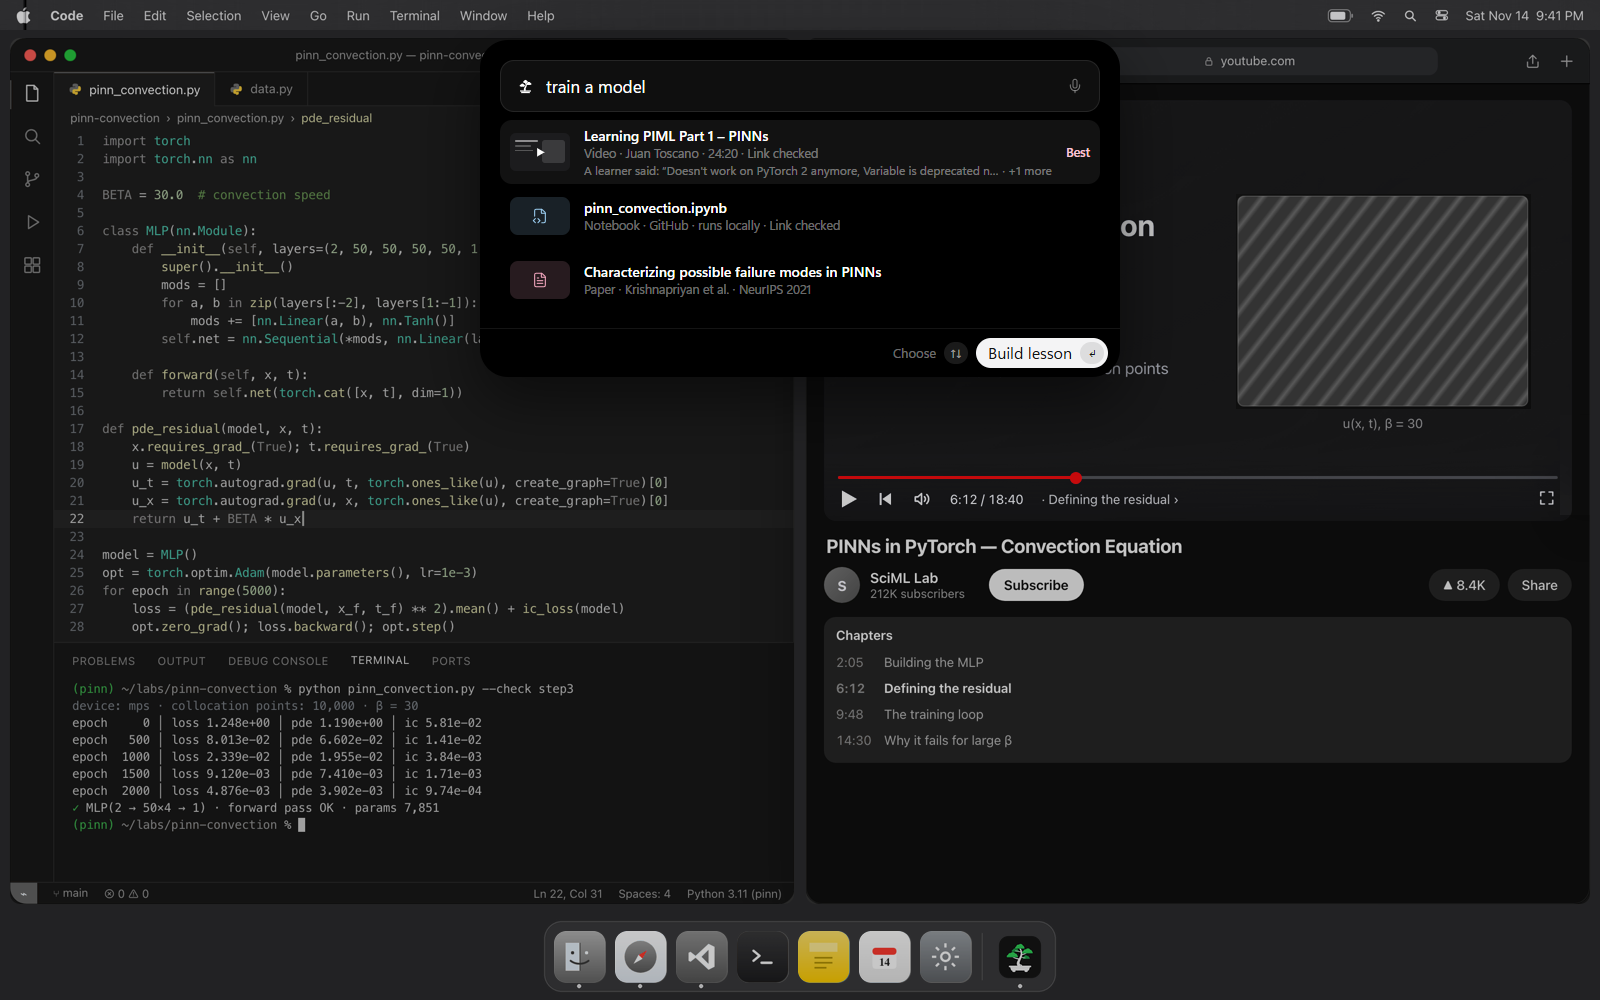 Code File Edit Selection View Go Run Terminal Window Help
Sat Nov 14 9:41 PM
pinn_convection.py — pinn-conve
pinn_convection.py
data.py
pinn-convection › pinn_convection.py › pde_residual
1 import torch
2 import torch.nn as nn
3
4 BETA = 30.0 # convection speed
5
6 class MLP(nn.Module):
7 def __init__(self, layers=(2, 50, 50, 50, 50, 1
8 super().__init__()
9 mods = []
10 for a, b in zip(layers[:-2], layers[1:-1]):
11 mods += [nn.Linear(a, b), nn.Tanh()]
12 self.net = nn.Sequential(*mods, nn.Linear(la
13
14 def forward(self, x, t):
15 return self.net(torch.cat([x, t], dim=1))
16
17 def pde_residual(model, x, t):
18 x.requires_grad_(True); t.requires_grad_(True)
19 u = model(x, t)
20 u_t = torch.autograd.grad(u, t, torch.ones_like(u), create_graph=True)[0]
21 u_x = torch.autograd.grad(u, x, torch.ones_like(u), create_graph=True)[0]
22 return u_t + BETA * u_x
23
24 model = MLP()
25 opt = torch.optim.Adam(model.parameters(), lr=1e-3)
26 for epoch in range(5000):
27 loss = (pde_residual(model, x_f, t_f) ** 2).mean() + ic_loss(model)
28 opt.zero_grad(); loss.backward(); opt.step()
PROBLEMS OUTPUT DEBUG CONSOLE TERMINAL PORTS
(pinn) ~/labs/pinn-convection % python pinn_convection.py --check step3
device: mps · collocation points: 10,000 · β = 30
epoch 0 | loss 1.248e+00 | pde 1.190e+00 | ic 5.81e-02
epoch 500 | loss 8.013e-02 | pde 6.602e-02 | ic 1.41e-02
epoch 1000 | loss 2.339e-02 | pde 1.955e-02 | ic 3.84e-03
epoch 1500 | loss 9.120e-03 | pde 7.410e-03 | ic 1.71e-03
epoch 2000 | loss 4.876e-03 | pde 3.902e-03 | ic 9.74e-04
✓ MLP(2 → 50×4 → 1) · forward pass OK · params 7,851
(pinn) ~/labs/pinn-convection %
main 0 0 Ln 22, Col 31 Spaces: 4 Python 3.11 (pinn)
train a model
Learning PIML Part 1 – PINNs
Video · Juan Toscano · 24:20 · Link checked
A learner said: "Doesn't work on PyTorch 2 anymore, Variable is deprecated n... · +1 more
Best
pinn_convection.ipynb
Notebook · GitHub · runs locally · Link checked
Characterizing possible failure modes in PINNs
Paper · Krishnapriyan et al. · NeurIPS 2021
Choose
Build lesson
youtube.com
on
on points
u(x, t), β = 30
6:12 / 18:40 · Defining the residual ›
PINNs in PyTorch — Convection Equation
S
SciML Lab
212K subscribers
Subscribe
8.4K
Share
Chapters
2:05 Building the MLP
6:12 Defining the residual
9:48 The training loop
14:30 Why it fails for large β
14